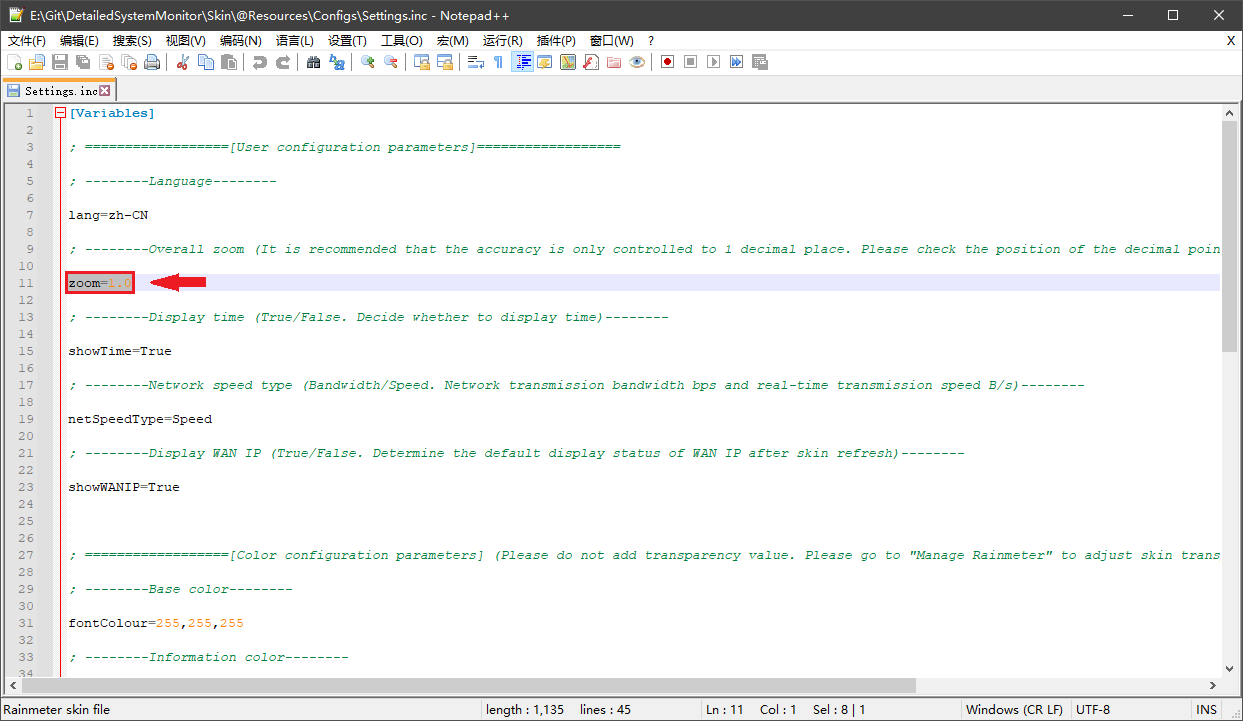 E:\Git\DetailedSystemMonitor\Skin\@Resources\Configs\Settings.inc - Notepad++
文件(F) 编辑(E) 搜索(S) 视图(V) 编码(N) 语言(L) 设置(T) 工具(O) 宏(M) 运行(R) 插件(P) 窗口(W) ? X
Settings.inc
1 [Variables]
2
3 ; ==================[User configuration parameters]==================
4
5 ; --------Language--------
6
7 lang=zh-CN
8
9 ; --------Overall zoom (It is recommended that the accuracy is only controlled to 1 decimal place. Please check the position of the decimal poin
10
11 zoom=1.0
12
13 ; --------Display time (True/False. Decide whether to display time)--------
14
15 showTime=True
16
17 ; --------Network speed type (Bandwidth/Speed. Network transmission bandwidth bps and real-time transmission speed B/s)--------
18
19 netSpeedType=Speed
20
21 ; --------Display WAN IP (True/False. Determine the default display status of WAN IP after skin refresh)--------
22
23 showWANIP=True
24
25
26
27 ; ==================[Color configuration parameters] (Please do not add transparency value. Please go to "Manage Rainmeter" to adjust skin trans
28
29 ; --------Base color--------
30
31 fontColour=255,255,255
32
33 ; --------Information color--------
34
Rainmeter skin file length : 1,135 lines : 45 Ln : 11 Col : 1 Sel : 8 | 1 Windows (CR LF) UTF-8 INS